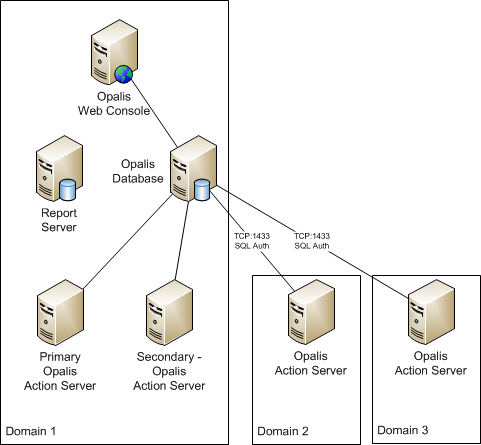 Opalis
Web Console
Opalis
Database
Report
Server
TCP:1433
SQL Auth
TCP:1433
SQL Auth
Primary
Opalis
Action Server
Secondary -
Opalis
Action Server
Opalis
Action Server
Opalis
Action Server
Domain 1
Domain 2
Domain 3